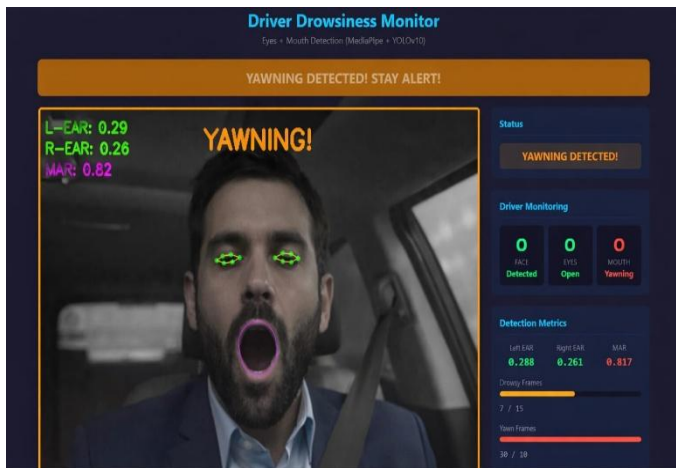 Driver Drowsiness Monitor
Eyes + Mouth Detection (MediaPipe + YOLOv10)
YAWNING DETECTED! STAY ALERT!
L-EAR: 0.29
R-EAR: 0.26
MAR: 0.82
YAWNING!
Status
YAWNING DETECTED!
Driver Monitoring
O O O
FACE EYES MOUTH
Detected Open Yawning
Detection Metrics
Left EAR Right EAR MAR
0.288 0.261 0.817
Drowsy Frames
7 / 15
Yawn Frames
30 / 10